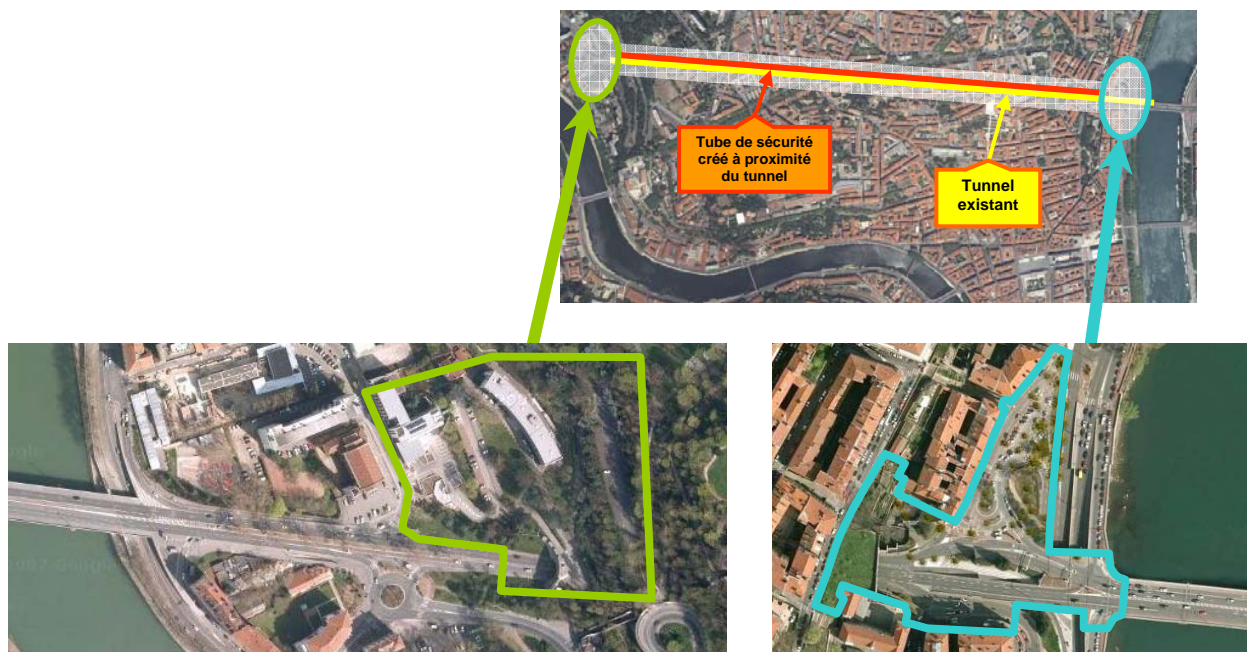 Tube de sécurité
créé à proximité
du tunnel
Tunnel
existant